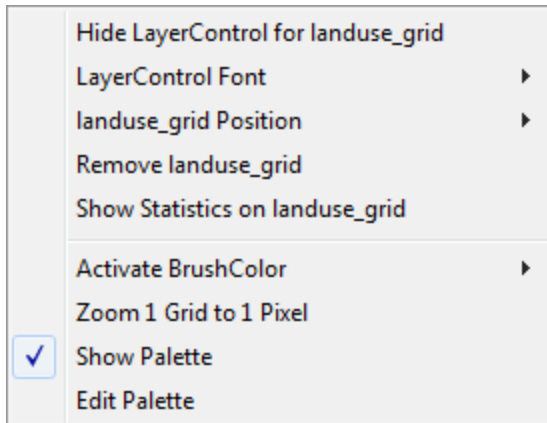 Hide LayerControl for landuse_grid
LayerControl Font
landuse_grid Position
Remove landuse_grid
Show Statistics on landuse_grid
Activate BrushColor
Zoom 1 Grid to 1 Pixel
Show Palette
Edit Palette